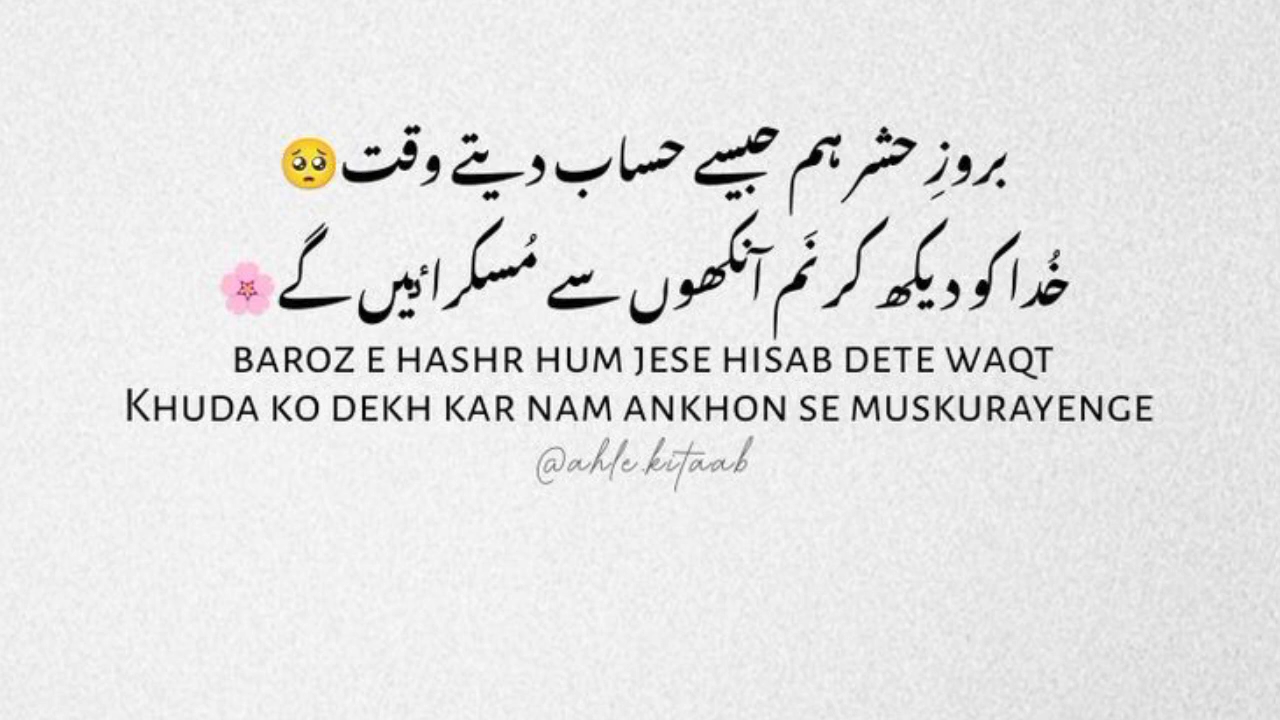 بروزِ حشر ہم جیسے حساب دیتے وقت🥺
خُدا کو دیکھ کر نَم آنکھوں سے مُسکرائیں گے🌸
BAROZ E HASHR HUM JESE HISAB DETE WAQT
KHUDA KO DEKH KAR NAM ANKHON SE MUSKURAYENGE
@ahle.kitaab